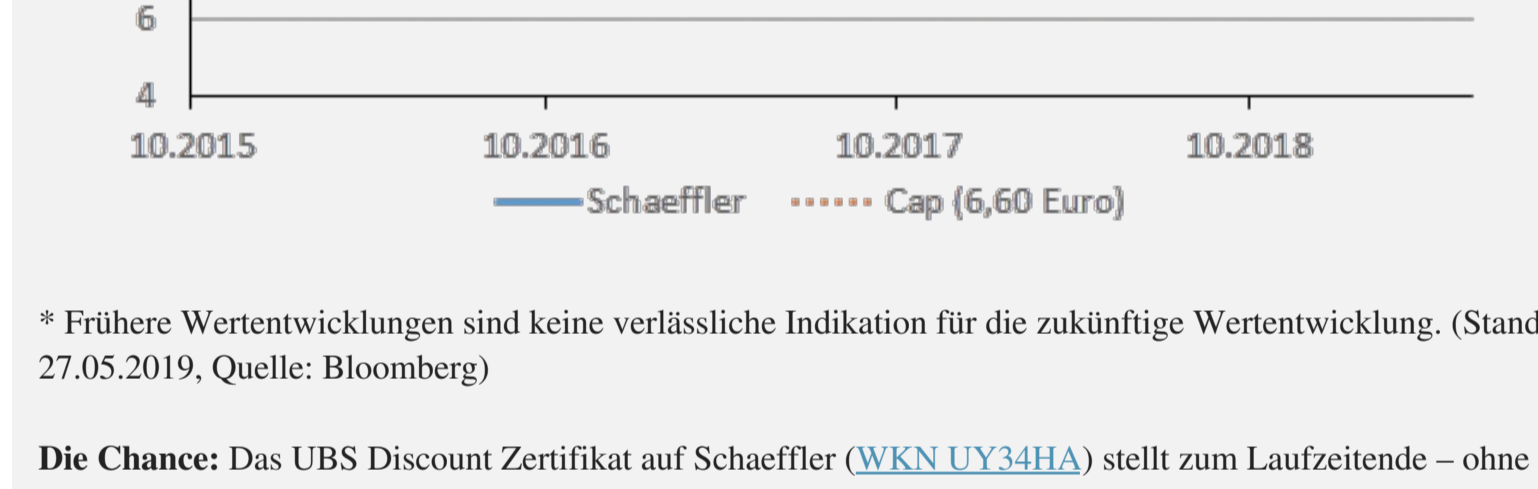 6
4
10.2015 10.2016 10.2017 10.2018
Schaeffler Cap (6,60 Euro)
* Frühere Wertentwicklungen sind keine verlässliche Indikation für die zukünftige Wertentwicklung. (Stand
27.05.2019, Quelle: Bloomberg)
Die Chance: Das UBS Discount Zertifikat auf Schaeffler (WKN UY34HA) stellt zum Laufzeitende – ohne